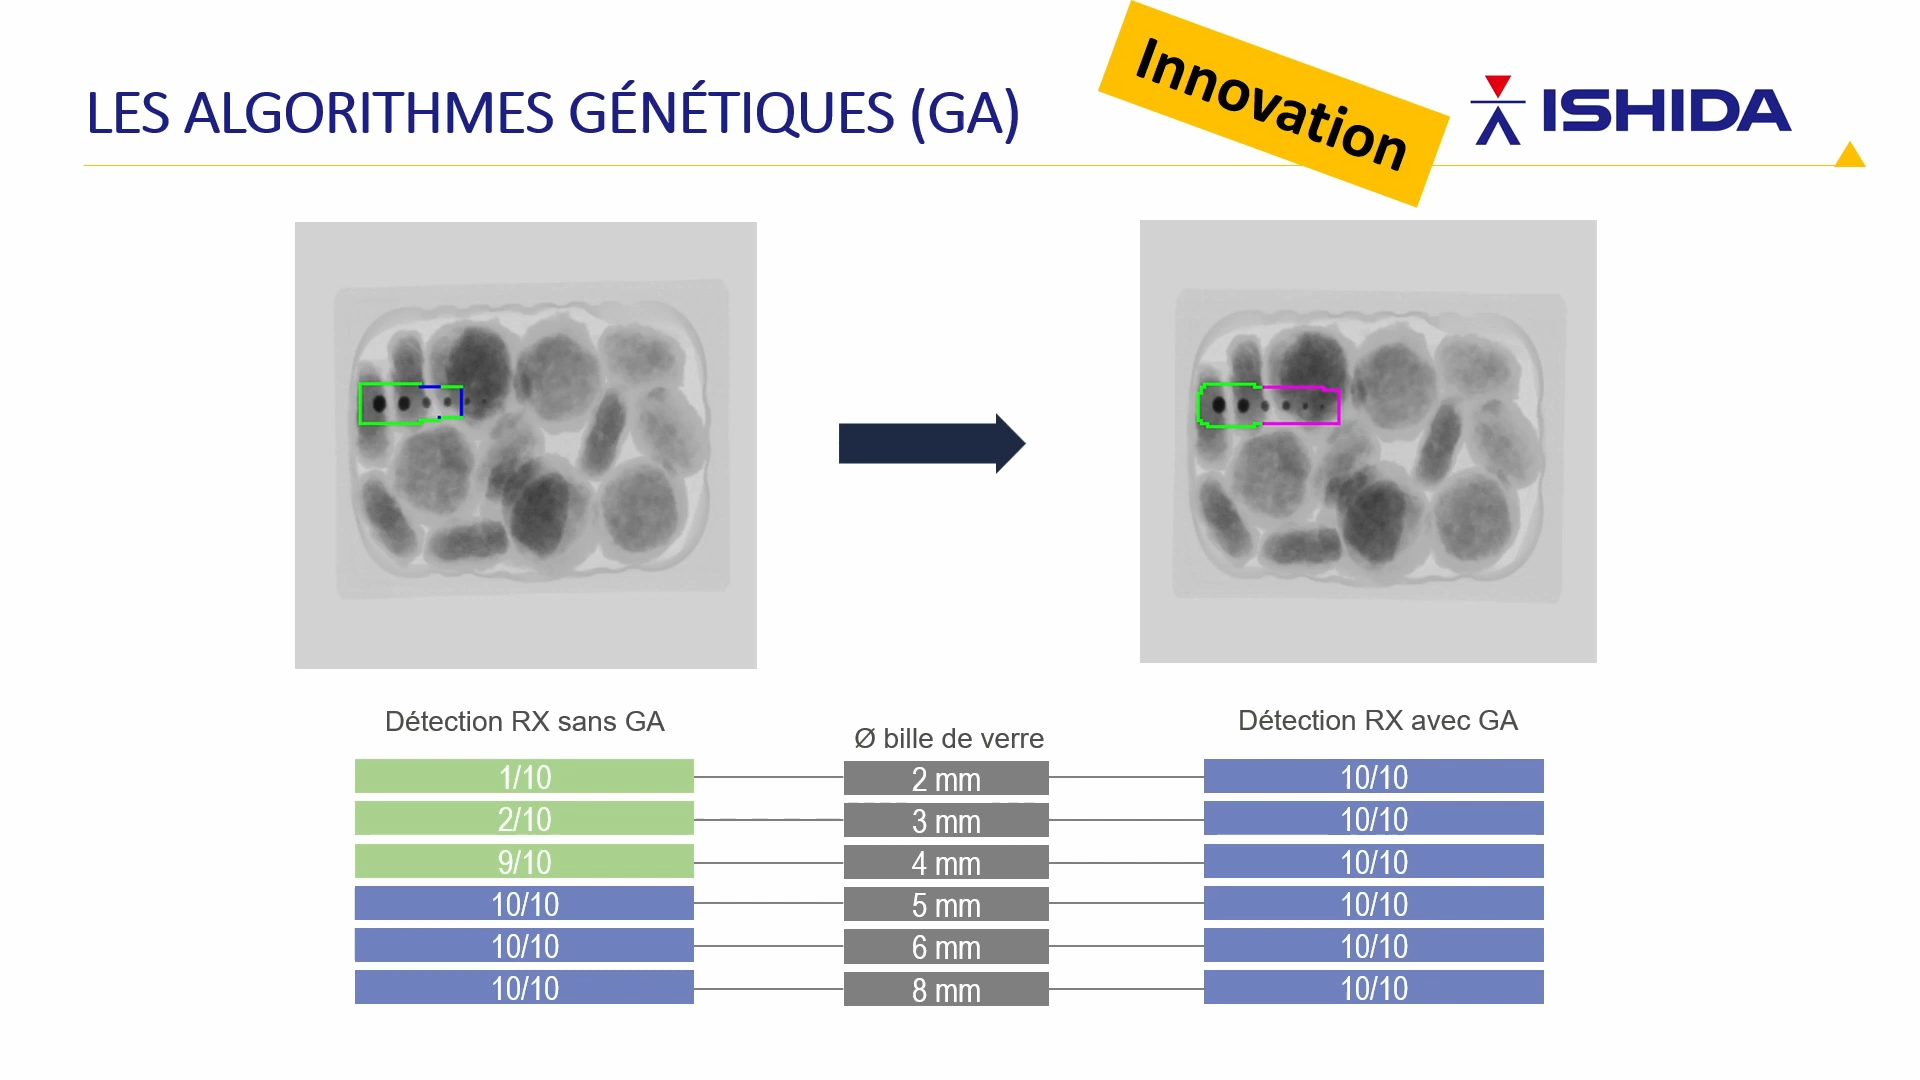 LES ALGORITHMES GÉNÉTIQUES (GA)
Innovation
ISHIDA
Détection RX sans GA
Ø bille de verre
Détection RX avec GA
1/10 2 mm 10/10
2/10 3 mm 10/10
9/10 4 mm 10/10
10/10 5 mm 10/10
10/10 6 mm 10/10
10/10 8 mm 10/10